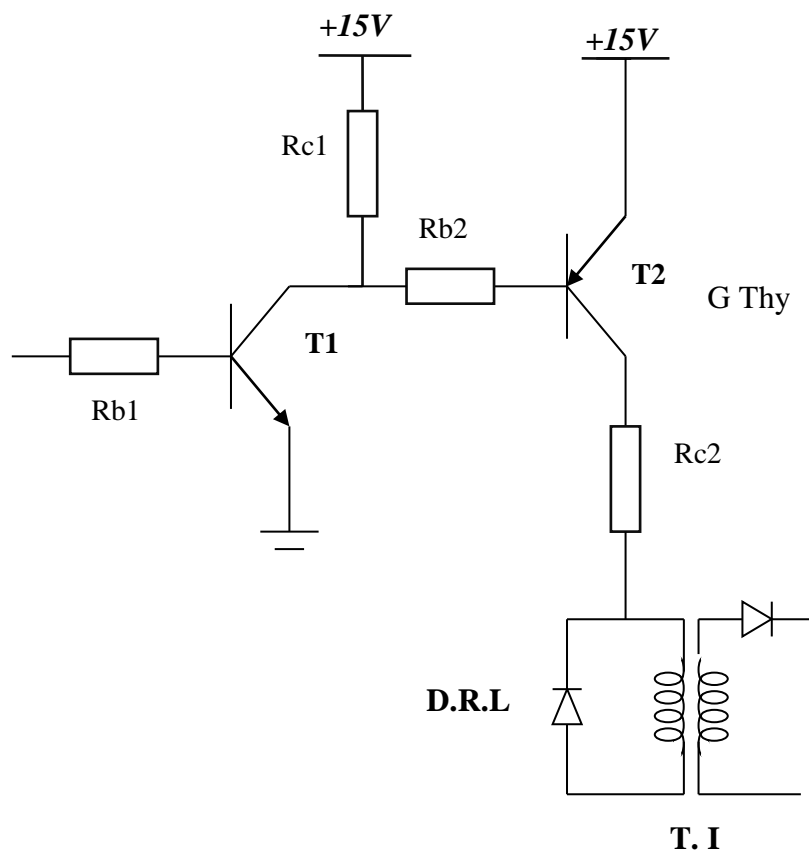 +15V
+15V
Rc1
Rb2
T2
G Thy
T1
Rb1
Rc2
D.R.L
T. I